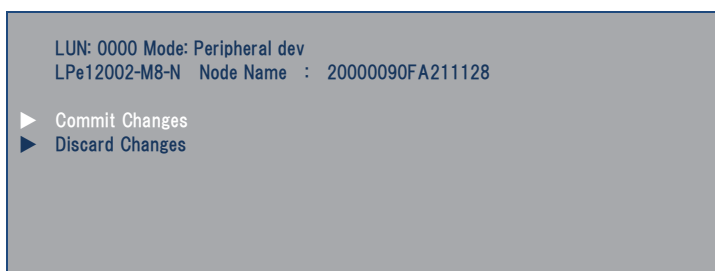 LUN: 0000 Mode: Peripheral dev
LPe12002-M8-N Node Name : 20000090FA211128
Commit Changes
Discard Changes